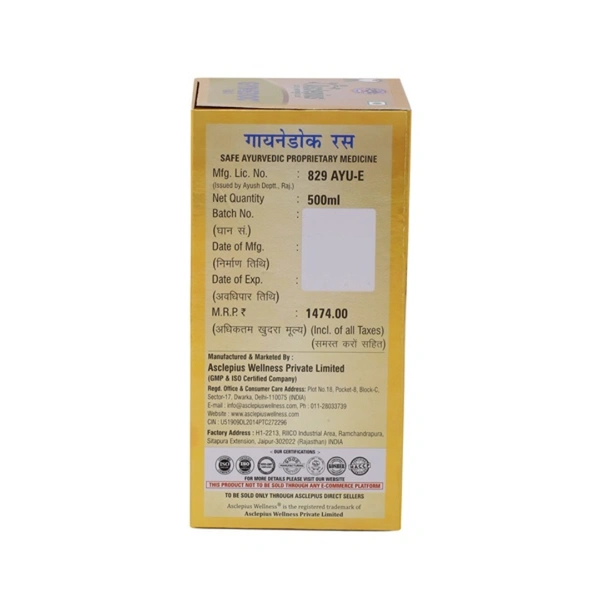 गायनेडोक रस
SAFE AYURVEDIC PROPRIETARY MEDICINE
Mfg. Lic. No. : 829 AYU-E
(Issued by Ayush Deptt., Raj.)
Net Quantity : 500ml
Batch No. :
(घान सं.)
Date of Mfg. :
(निर्माण तिथि)
Date of Exp. :
(अवधिपार तिथि)
M.R.P. ₹ : 1474.00
(अधिकतम खुदरा मूल्य) (Incl. of all Taxes)
(समस्त करों सहित)
Manufactured & Marketed By :
Asclepius Wellness Private Limited
(GMP & ISO Certified Company)
Regd. Office & Consumer Care Address: Plot No.19, Pocket-6, Block-C,
Sector-17, Dwarka, Delhi-110075 (INDIA)
E-mail : info@asclepiuswellness.com, Ph : 011-28033739
Website : www.asclepiuswellness.com
CIN : U51909DL2014PTC272296
Factory Address : H1-2213, RIICO Industrial Area, Ramchandrapura,
Sitapura Extension, Jaipur-302022 (Rajasthan) INDIA
: OUR CERTIFICATIONS :
FOR MORE DETAILS PLEASE VISIT OUR WEBSITE
THIS PRODUCT NOT TO BE SOLD THROUGH ANY E-COMMERCE PLATFORM
TO BE SOLD ONLY THROUGH ASCLEPIUS DIRECT SELLERS
Asclepius Wellness® is the registered trademark of
Asclepius Wellness Private Limited